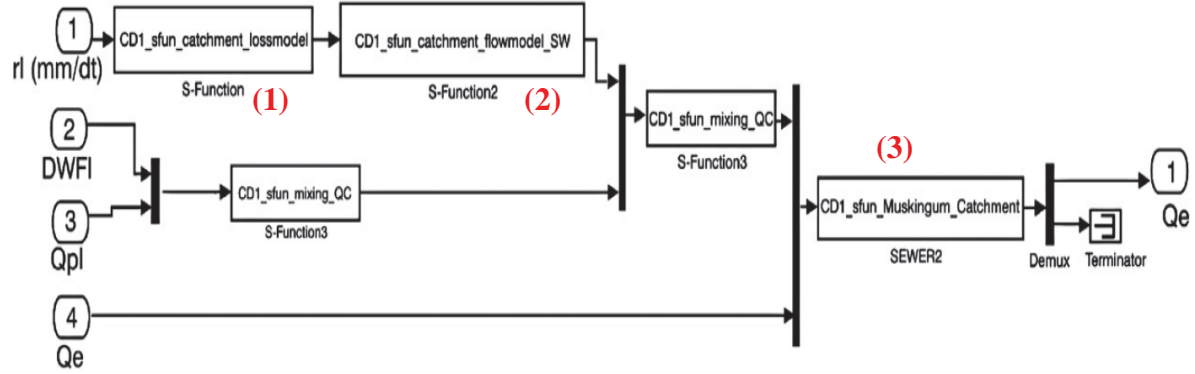 1
rI (mm/dt)
CD1_sfun_catchment_lossmodel
S-Function
(1)
CD1_sfun_catchment_flowmodel_SW
S-Function2
(2)
2
DWFI
3
Qpl
CD1_sfun_mixing_QC
S-Function3
CD1_sfun_mixing_QC
S-Function3
(3)
CD1_sfun_Muskingum_Catchment
SEWER2
Demux
Terminator
1
Qe
4
Qe